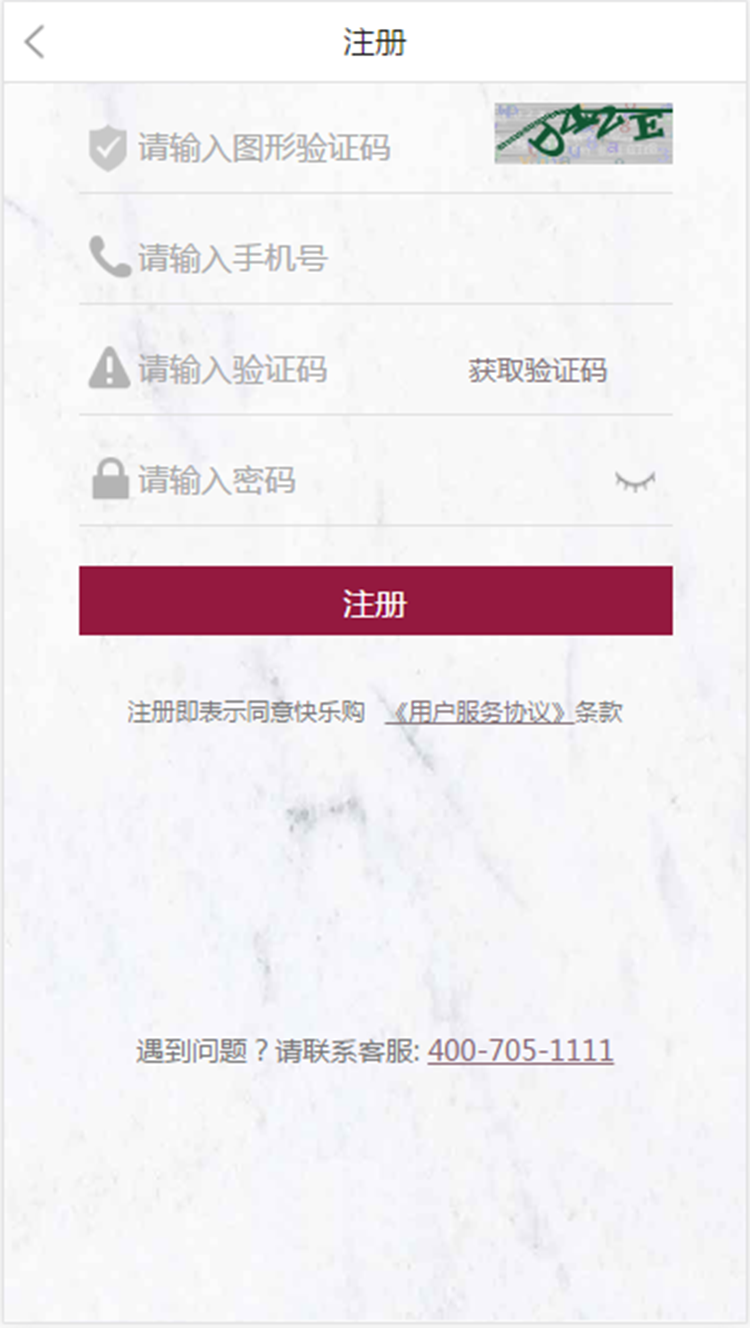 注册
请输入图形验证码
请输入手机号
请输入验证码 获取验证码
请输入密码
注册
注册即表示同意快乐购 《用户服务协议》条款
遇到问题？请联系客服: 400-705-1111